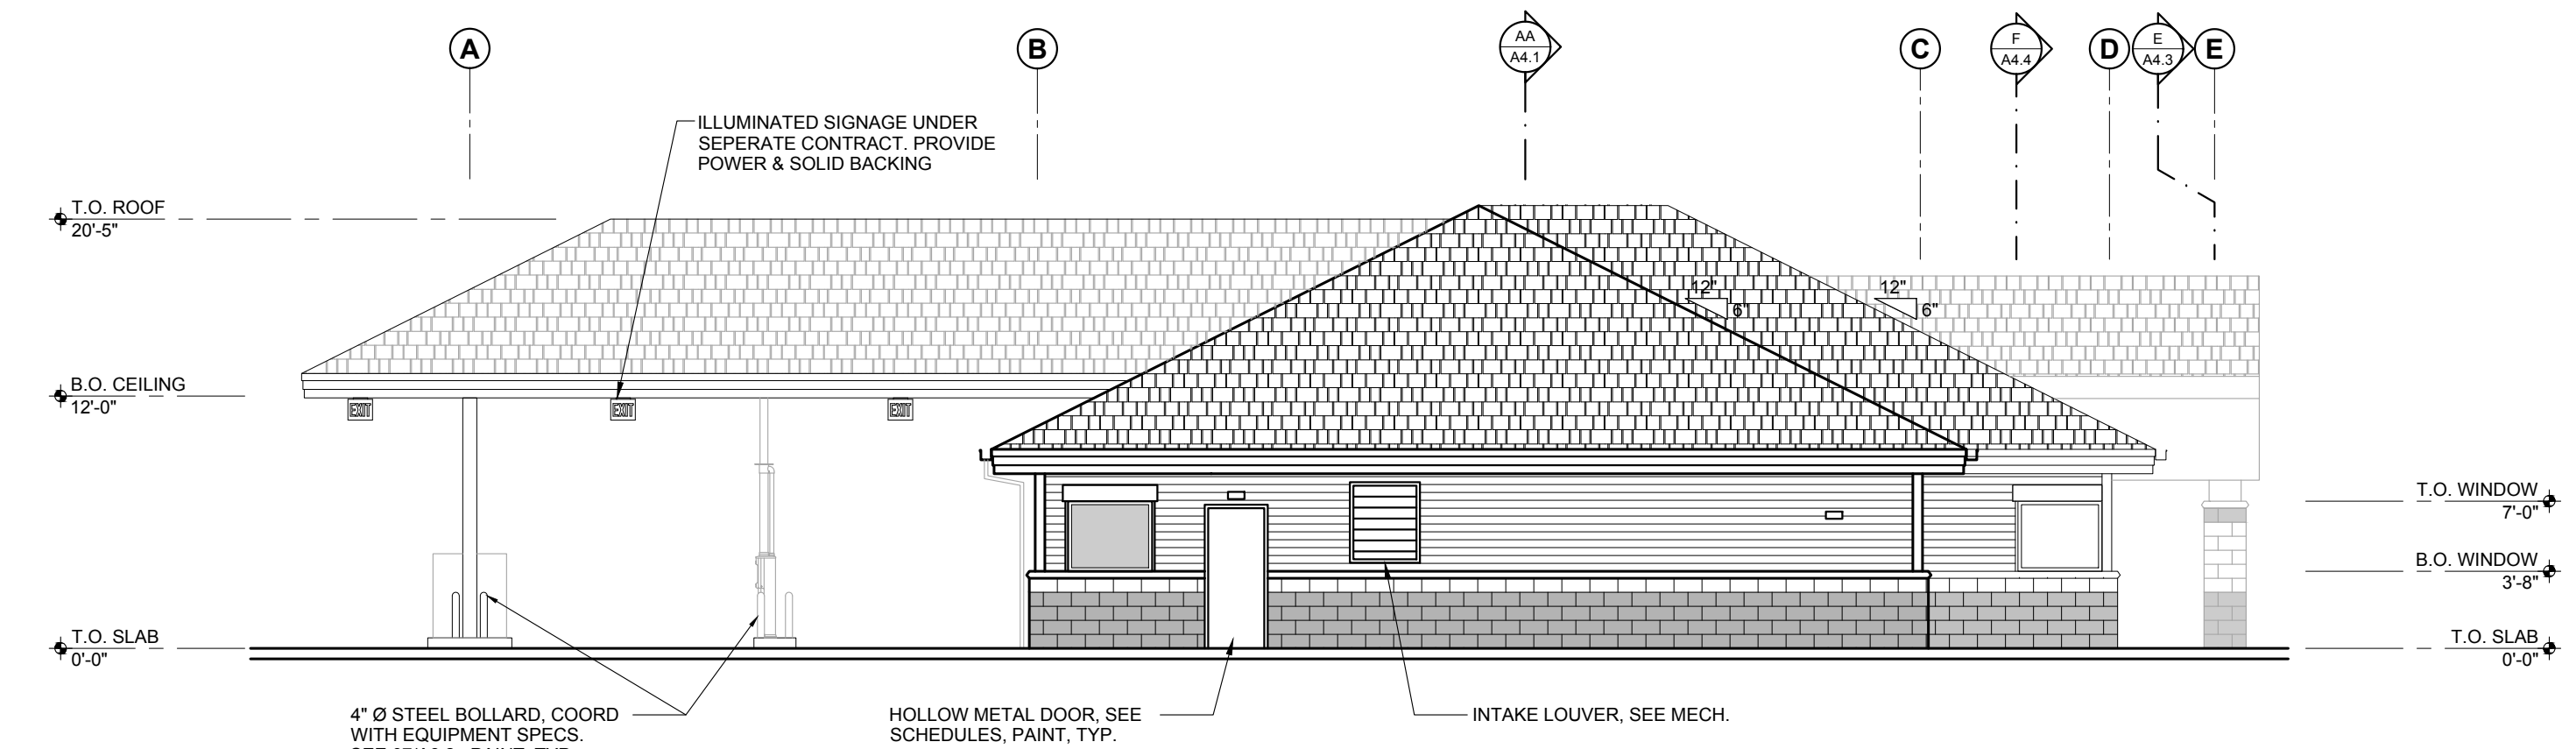 A
B
AA
A4.1
C
F
A4.4
D
E
A4.3
E
ILLUMINATED SIGNAGE UNDER
SEPERATE CONTRACT. PROVIDE
POWER & SOLID BACKING
T.O. ROOF
20'-5"
12"
6"
12"
6"
B.O. CEILING
12'-0"
EXIT
EXIT
EXIT
T.O. WINDOW
7'-0"
B.O. WINDOW
3'-8"
T.O. SLAB
0'-0"
T.O. SLAB
0'-0"
4" Ø STEEL BOLLARD, COORD
WITH EQUIPMENT SPECS.
HOLLOW METAL DOOR, SEE
SCHEDULES, PAINT, TYP.
INTAKE LOUVER, SEE MECH.